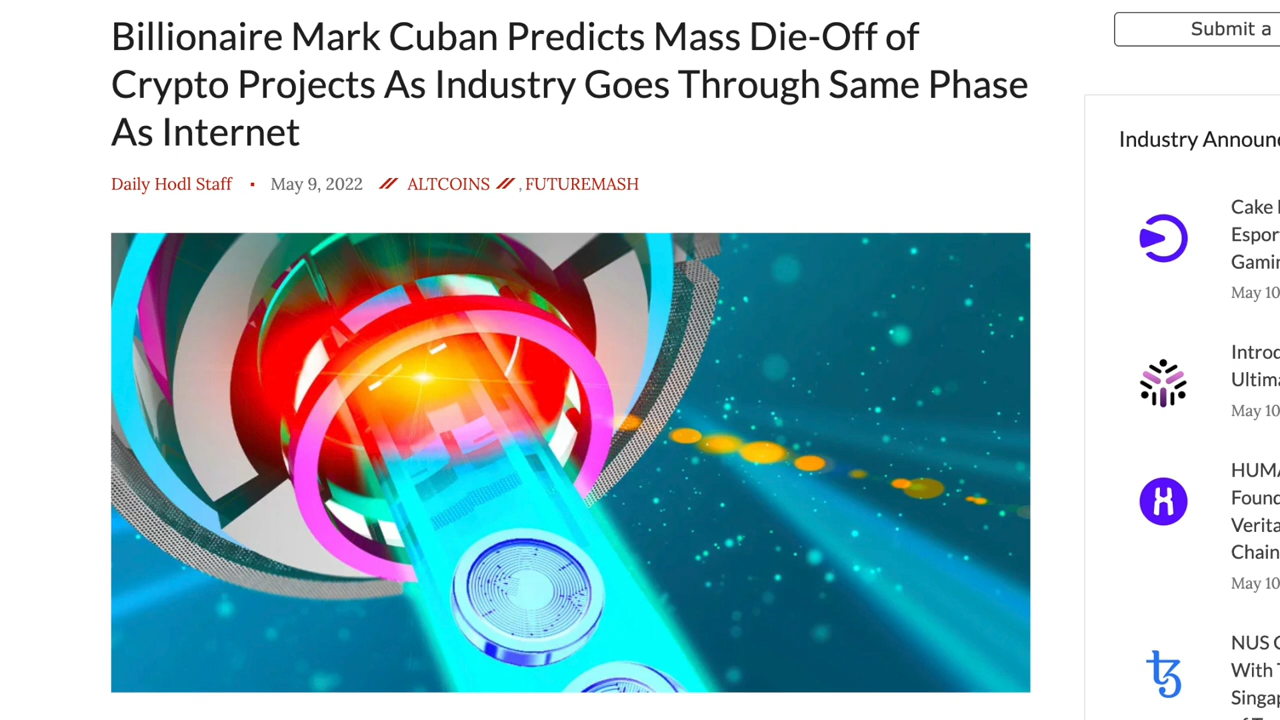 Billionaire Mark Cuban Predicts Mass Die-Off of
Crypto Projects As Industry Goes Through Same Phase
As Internet
Daily Hodl Staff • May 9, 2022 // ALTCOINS // , FUTUREMASH
Submit a
Industry Announ
Cake
Espor
Gami
May 10
Introd
Ultima
May 10
HUMA
Found
Verita
Chain
May 10
NUS
With
Singap